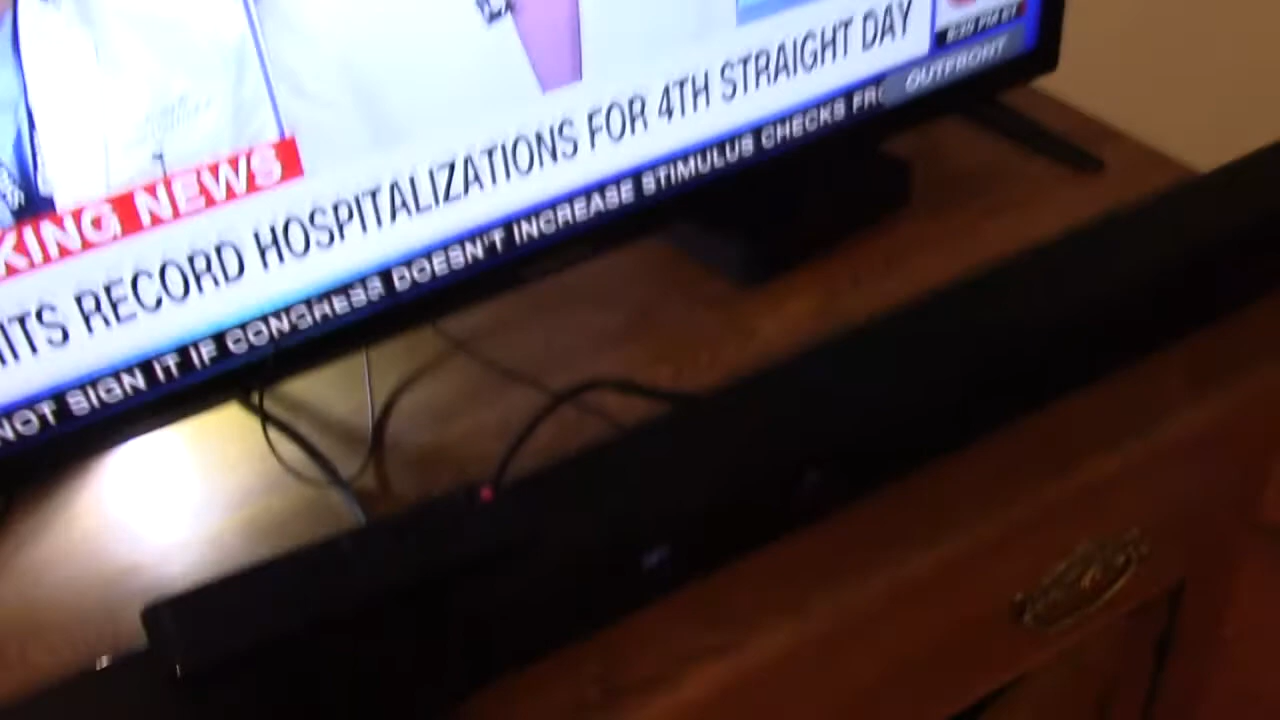 KING NEWS
ITS RECORD HOSPITALIZATIONS FOR 4TH STRAIGHT DAY
OUTFRONT
NOT SIGN IT IF CONGRESS DOESN'T INCREASE STIMULUS CHECKS FR